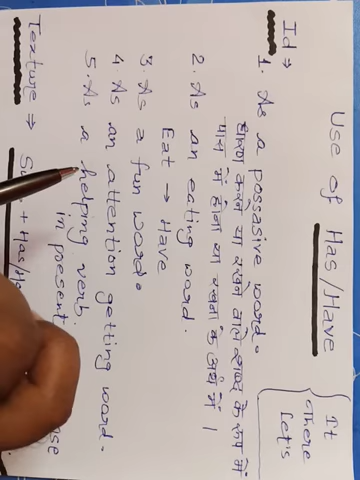 Use of Has/Have
It
There
Let's
Id ⇒
1. As a possasive word.
धारण करने या रखने वाले शब्द के रूप में
पास में होना या रखना के अर्थ में।
2. As an eating word.
Eat → Have
3. As a fun word.
4. As an attention getting word.
5. As a helping verb.
in present
Texture ⇒
+ Has/